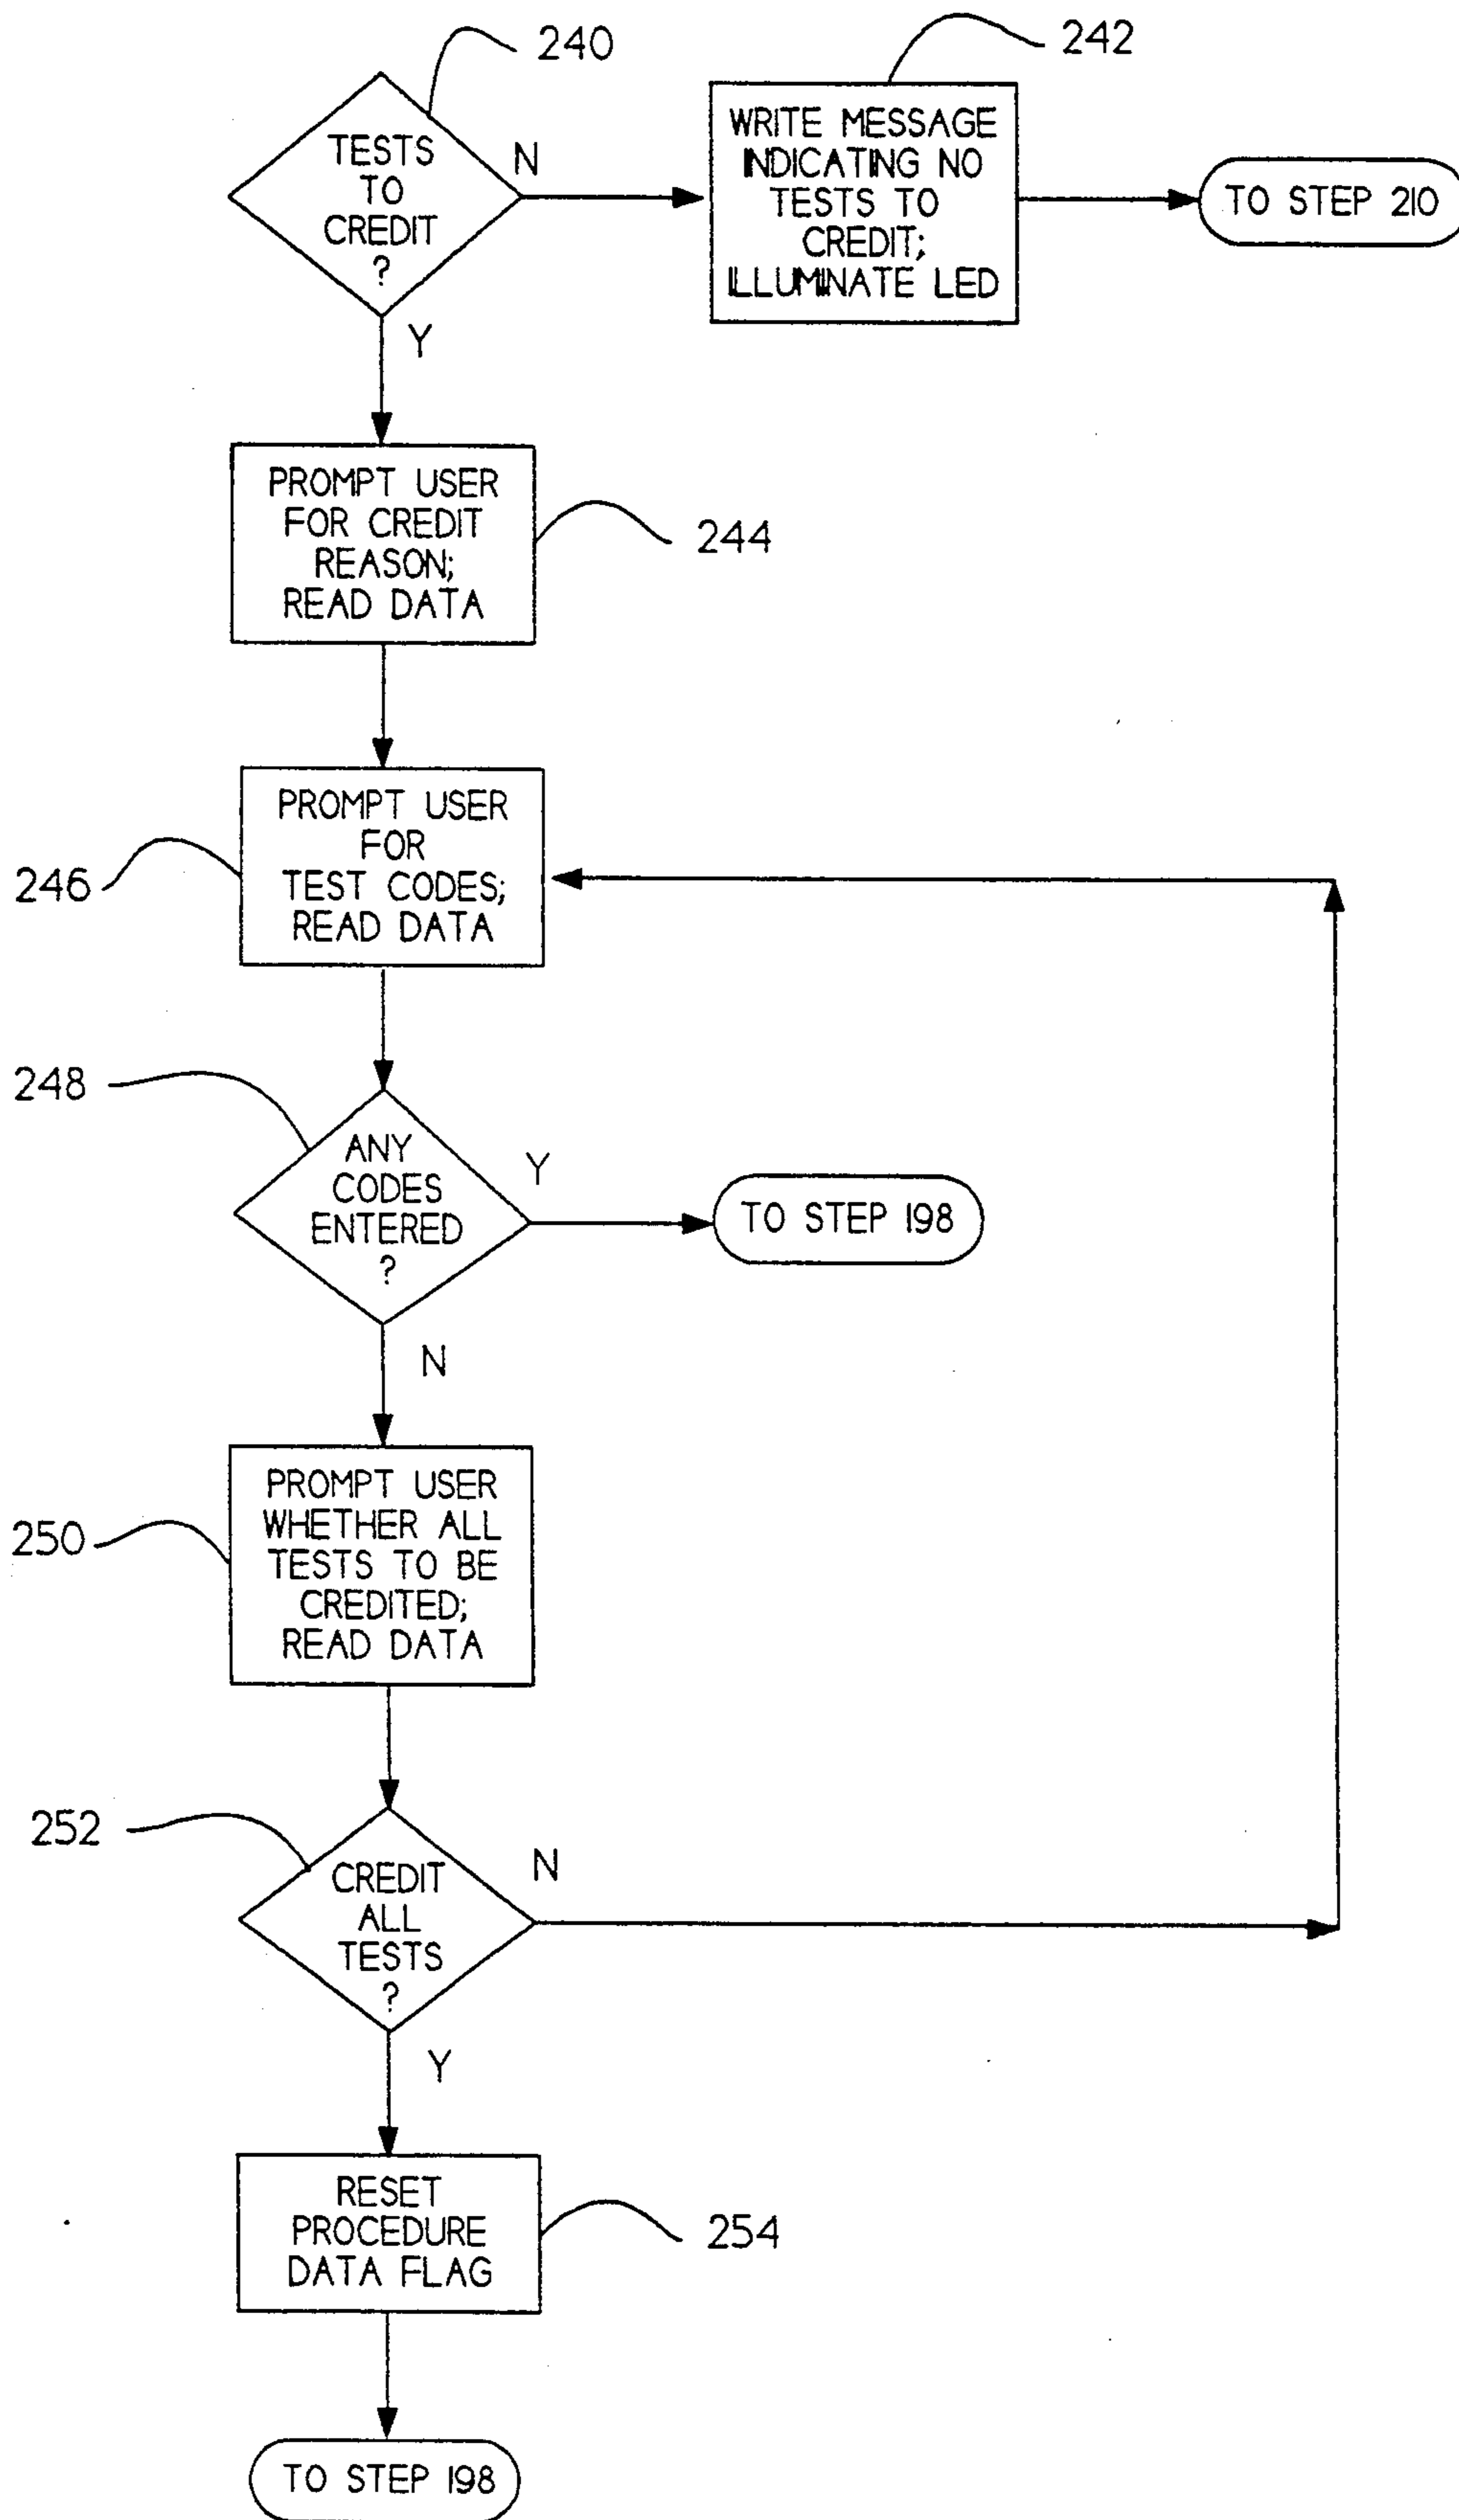 240
TESTS
TO
CREDIT
?
N
Y
242
WRITE MESSAGE
INDICATING NO
TESTS TO
CREDIT;
ILLUMINATE LED
TO STEP 210
PROMPT USER
FOR CREDIT
REASON;
READ DATA
244
246
PROMPT USER
FOR
TEST CODES;
READ DATA
248
ANY
CODES
ENTERED
?
Y
TO STEP 198
N
250
PROMPT USER
WHETHER ALL
TESTS TO BE
CREDITED;
READ DATA
252
CREDIT
ALL
TESTS
?
N
Y
RESET
PROCEDURE
DATA FLAG
254
TO STEP 198